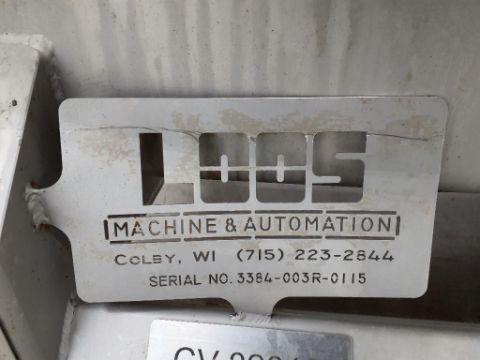 LOOS
MACHINE & AUTOMATION
COLBY, WI (715) 223-2844
SERIAL NO. 3384-003R-0115